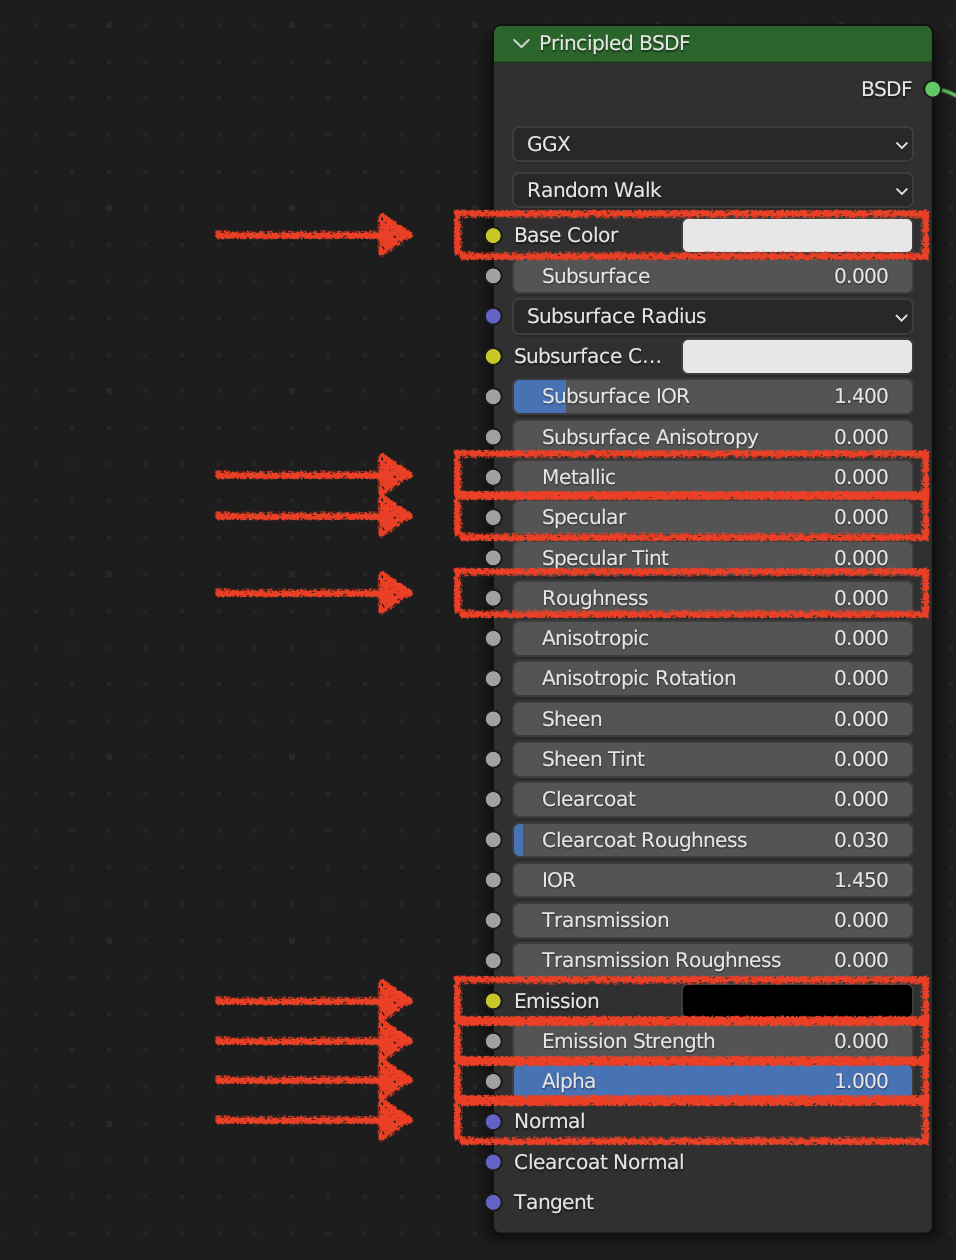 Principled BSDF
BSDF
GGX
Random Walk
Base Color
Subsurface 0.000
Subsurface Radius
Subsurface C...
Subsurface IOR 1.400
Subsurface Anisotropy 0.000
Metallic 0.000
Specular 0.000
Specular Tint 0.000
Roughness 0.000
Anisotropic 0.000
Anisotropic Rotation 0.000
Sheen 0.000
Sheen Tint 0.000
Clearcoat 0.000
Clearcoat Roughness 0.030
IOR 1.450
Transmission 0.000
Transmission Roughness 0.000
Emission
Emission Strength 0.000
Alpha 1.000
Normal
Clearcoat Normal
Tangent